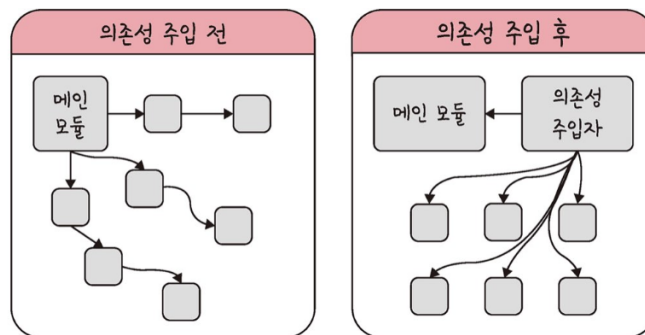 의존성 주입 전
메인
모듈
의존성 주입 후
메인 모듈
의존성
주입자